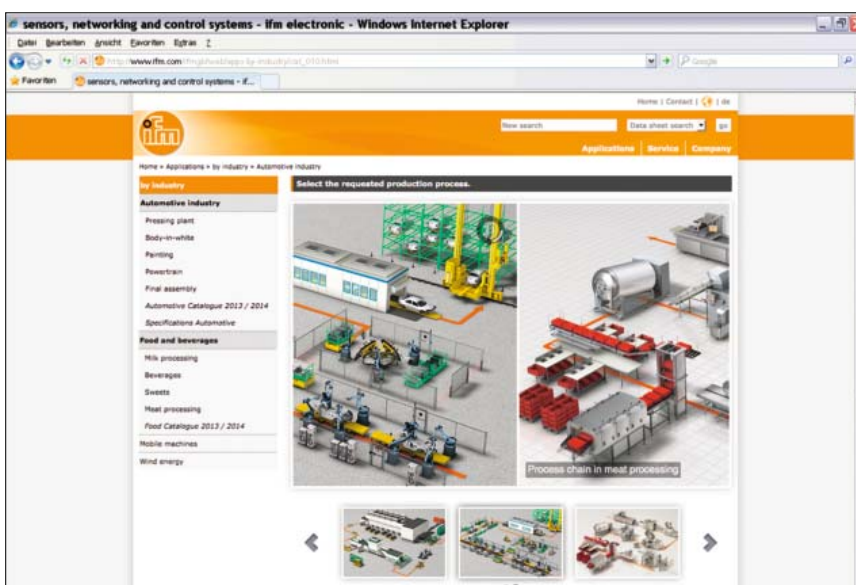 sensors, networking and control systems - ifm electronic - Windows Internet Explorer
Datei Bearbeiten Ansicht Favoriten Extras ?
Google
Favoriten sensors, networking and control systems - if...
Home | Contact | de
ifm
New search Data sheet search go
Applications Service Company
Home » Applications » by industry » Automotive industry
by industry
Select the requested production process.
Automotive industry
Pressing plant
Body-in-white
Painting
Powertrain
Final assembly
Automotive Catalogue 2013 / 2014
Specifications Automotive
Food and beverages
Milk processing
Beverages
Sweets
Meat processing
Food Catalogue 2013 / 2014
Mobile machines
Wind energy
Process chain in meat processing